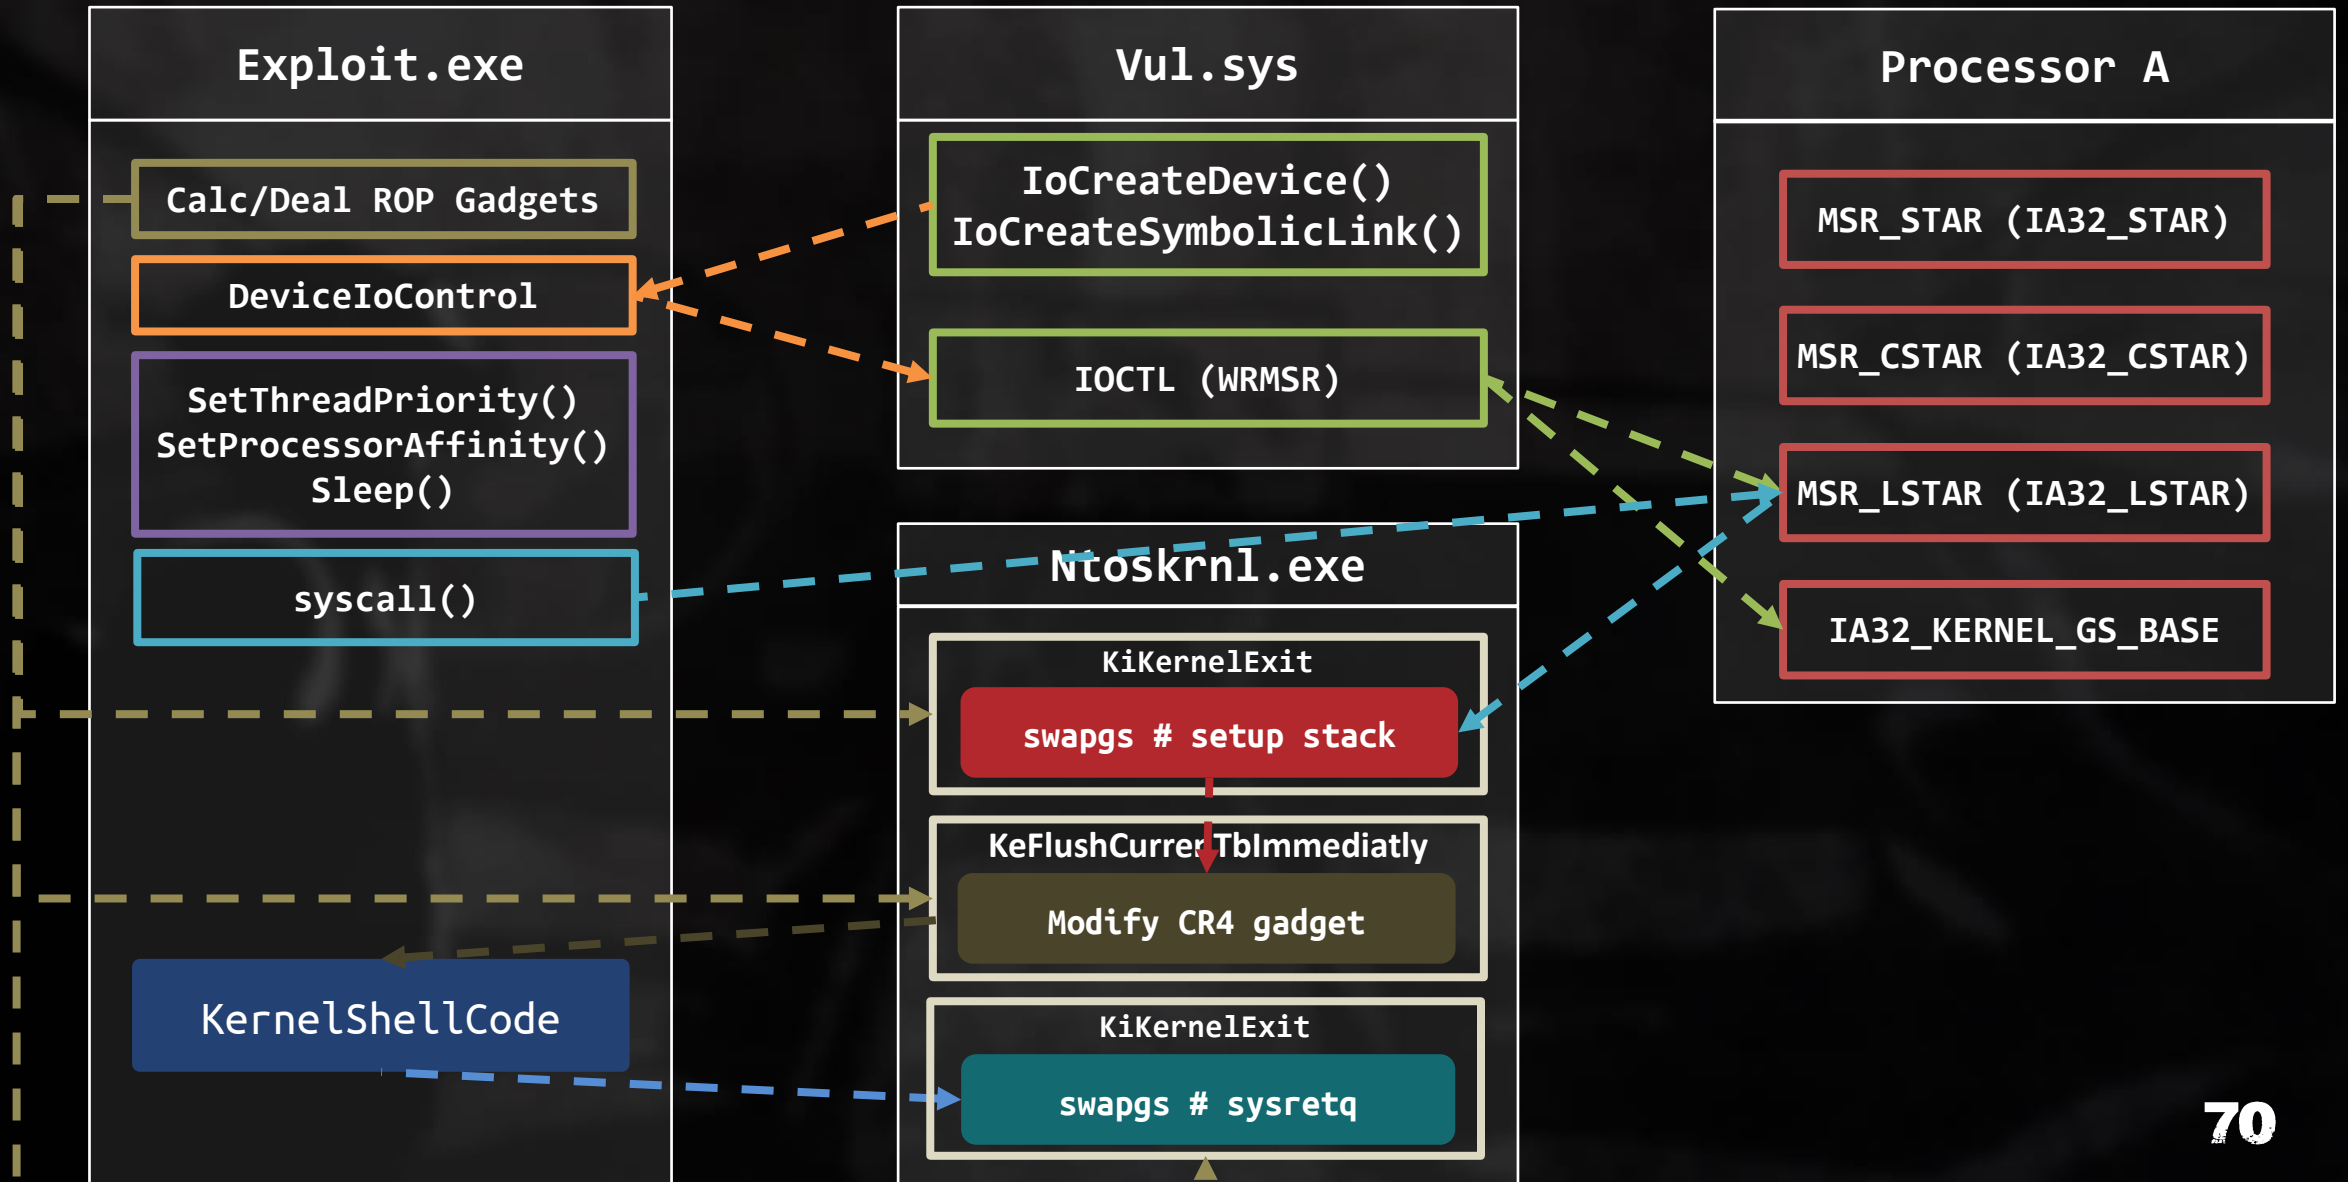 Exploit.exe
Calc/Deal ROP Gadgets
DeviceIoControl
SetThreadPriority()
SetProcessorAffinity()
Sleep()
syscall()
KernelShellCode
Vul.sys
IoCreateDevice()
IoCreateSymbolicLink()
IOCTL (WRMSR)
Ntoskrnl.exe
KiKernelExit
swapgs # setup stack
KeFlushCurrenTbImmediatly
Modify CR4 gadget
KiKernelExit
swapgs # sysretq
Processor A
MSR_STAR (IA32_STAR)
MSR_CSTAR (IA32_CSTAR)
MSR_LSTAR (IA32_LSTAR)
IA32_KERNEL_GS_BASE
70